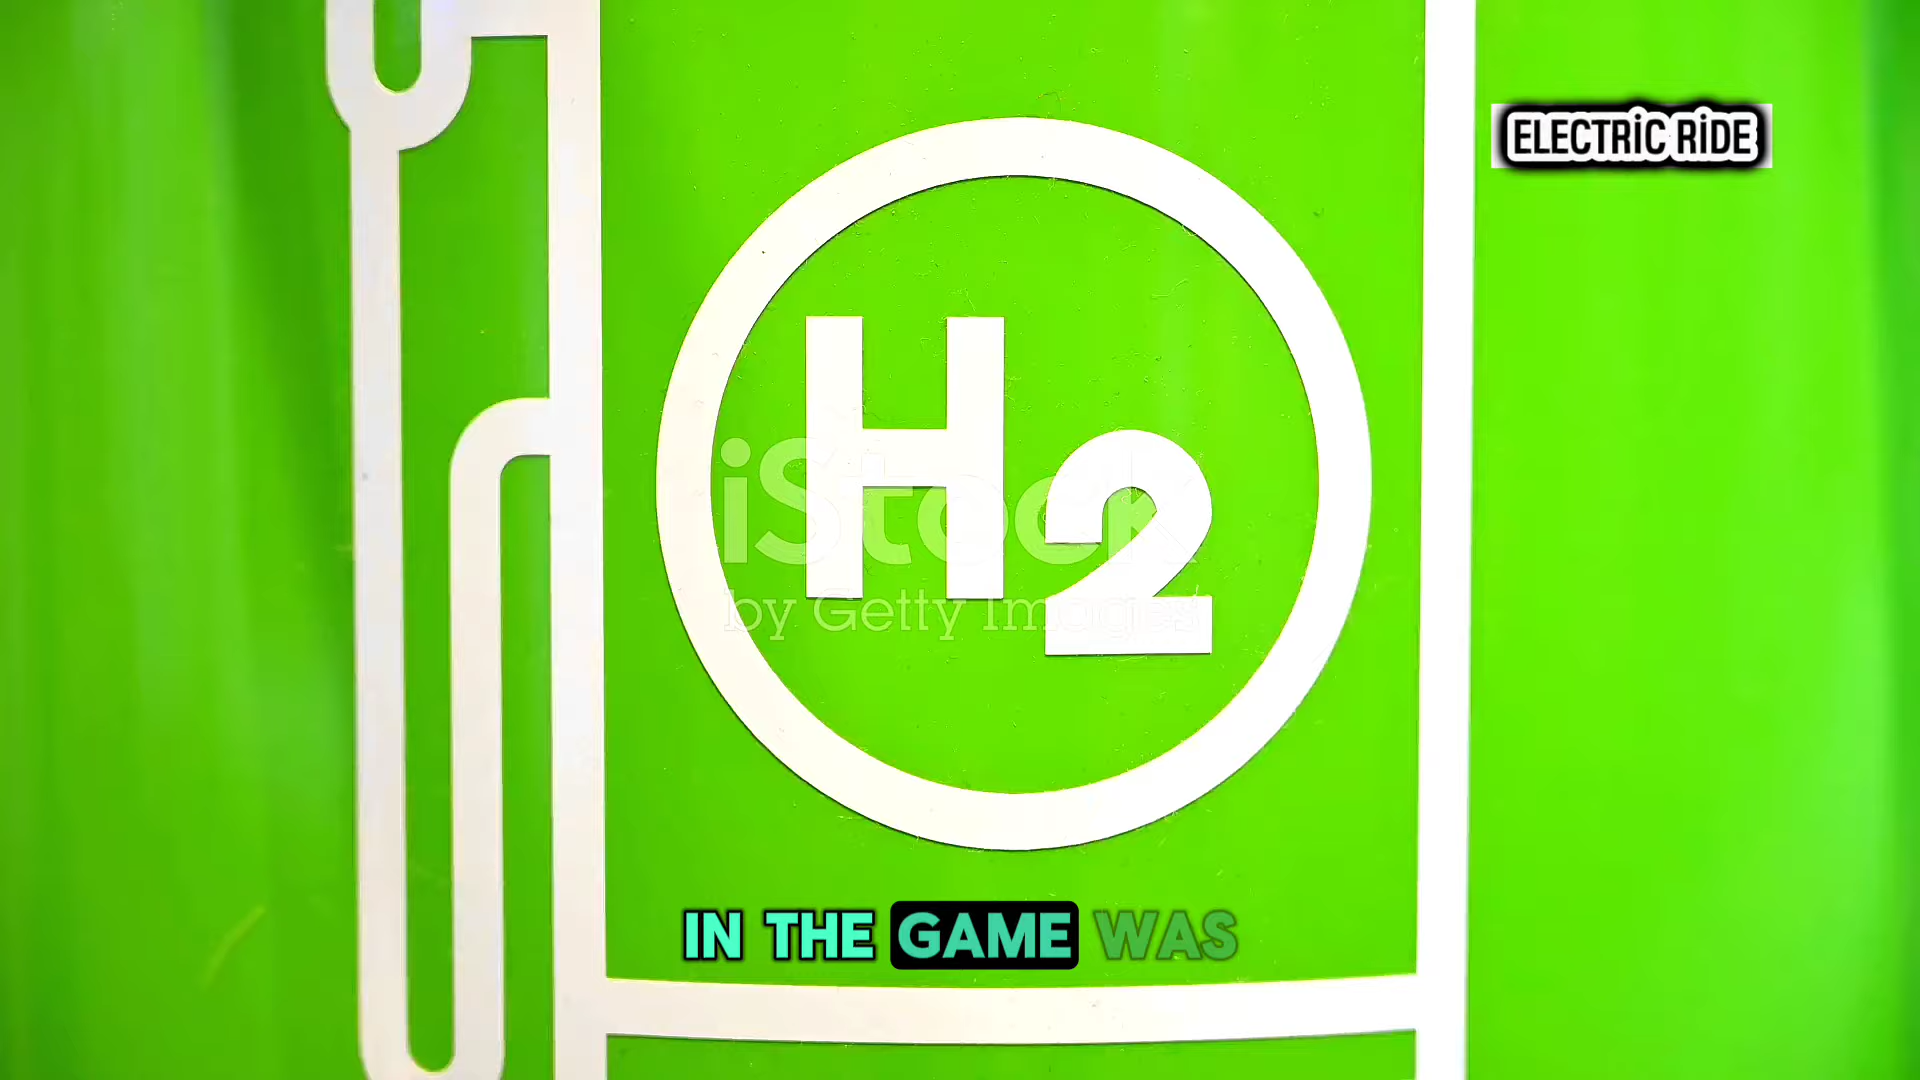 ELECTRIC RIDE
H2
iStock
by Getty Images
IN THE GAME WAS